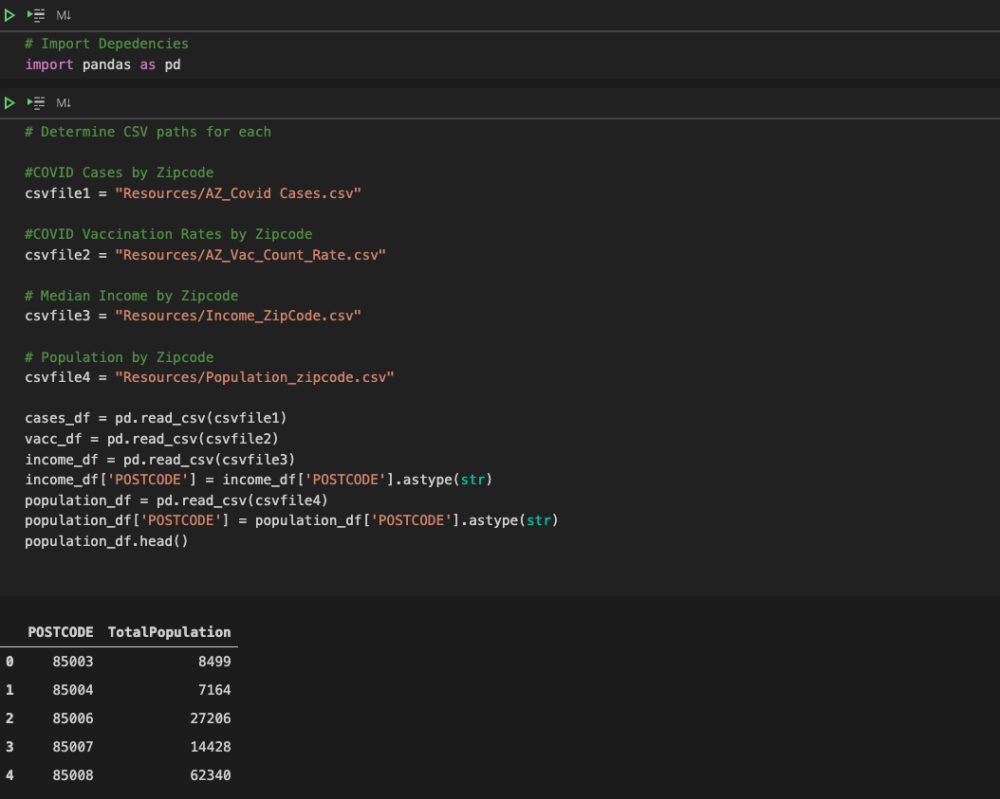 M↓
# Import Depedencies
import pandas as pd
M↓
# Determine CSV paths for each
#COVID Cases by Zipcode
csvfile1 = "Resources/AZ_Covid Cases.csv"
#COVID Vaccination Rates by Zipcode
csvfile2 = "Resources/AZ_Vac_Count_Rate.csv"
# Median Income by Zipcode
csvfile3 = "Resources/Income_ZipCode.csv"
# Population by Zipcode
csvfile4 = "Resources/Population_zipcode.csv"
cases_df = pd.read_csv(csvfile1)
vacc_df = pd.read_csv(csvfile2)
income_df = pd.read_csv(csvfile3)
income_df['POSTCODE'] = income_df['POSTCODE'].astype(str)
population_df = pd.read_csv(csvfile4)
population_df['POSTCODE'] = population_df['POSTCODE'].astype(str)
population_df.head()
POSTCODE TotalPopulation
0 85003 8499
1 85004 7164
2 85006 27206
3 85007 14428
4 85008 62340